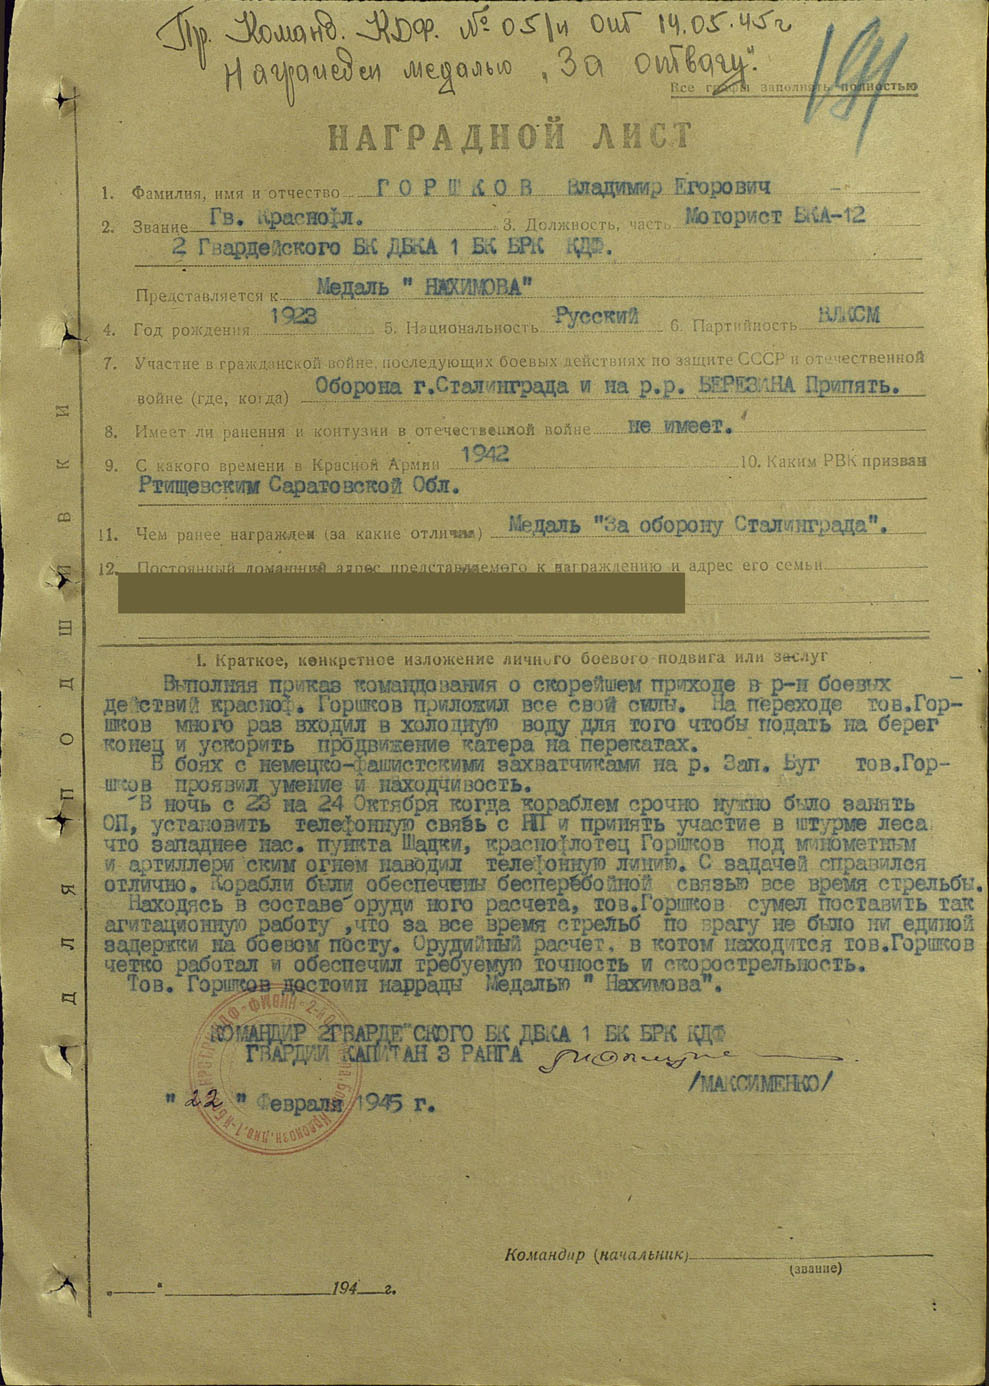 Пр. Команд. КДФ. № 05/н от 14.05.45г
Награжден медалью „За отвагу“.
191
Все графы заполнять полностью
НАГРАДНОЙ ЛИСТ
1. Фамилия, имя и отчество ГОРШКОВ Владимир Егорович
2. Звание Гв. Краснофл. 3. Должность, часть Моторист БКА-12
2 Гвардейского БК ДБКА 1 БК БРК КДФ.
Представляется к Медаль " НАХИМОВА"
4. Год рождения 1923 5. Национальность Русский 6. Партийность ВЛКСМ
7. Участие в гражданской войне, последующих боевых действиях по защите СССР и отечественной
войне (где, когда) Оборона г.Сталинграда и на р.р. БЕРЕЗИНА Припять.
8. Имеет ли ранения и контузии в отечественной войне не имеет.
9. С какого времени в Красной Армии 1942 10. Каким РВК призван
Ртищевским Саратовской Обл.
11. Чем ранее награжден (за какие отличия) Медаль "За оборону Сталинграда".
12. Постоянный домашний адрес представляемого к награждению и адрес его семьи
I. Краткое, конкретное изложение личного боевого подвига или заслуг
Выполняя приказ командования о скорейшем приходе в р-н боевых
действий красноф. Горшков приложил все свой силы. На переходе тов.Гор-
шков много раз входил в холодную воду для того чтобы подать на берег
конец и ускорить продвижение катера на перекатах.
В боях с немецко-фашистскими захватчиками на р. Зап. Буг тов.Гор-
шков проявил умение и находчивость.
В ночь с 23 на 24 Октября когда кораблем срочно нужно было занять
ОП, установить телефонную связь с НП и принять участие в штурме леса
что западнее нас. пункта Шадки, краснофлотец Горшков под минометным
и артиллери ским огнем наводил телефонную линию. С задачей справился
отлично. Корабли были обеспечены бесперебойной связью все время стрельбы.
Находясь в составе оруди ного расчета, тов.Горшков сумел поставить так
агитационную работу ,что за все время стрельб по врагу не было ни единой
задержки на боевом посту. Орудийный расчет, в котом находится тов.Горшков
четко работал и обеспечил требуемую точность и скорострельность.
Тов. Горшков достоин наррады Медалью " Нахимова".
КОМАНДИР 2ГВАРДЕ СКОГО БК ДБКА 1 БК БРК КДФ
ГВАРДИИ КАПИТАН 3 РАНГА
/МАКСИМЕНКО/
" 22 " Февраля 1945 г.
Командир (начальник)
(звание)
„ “ 194 г.
ДЛЯ ПОДШИВКИ